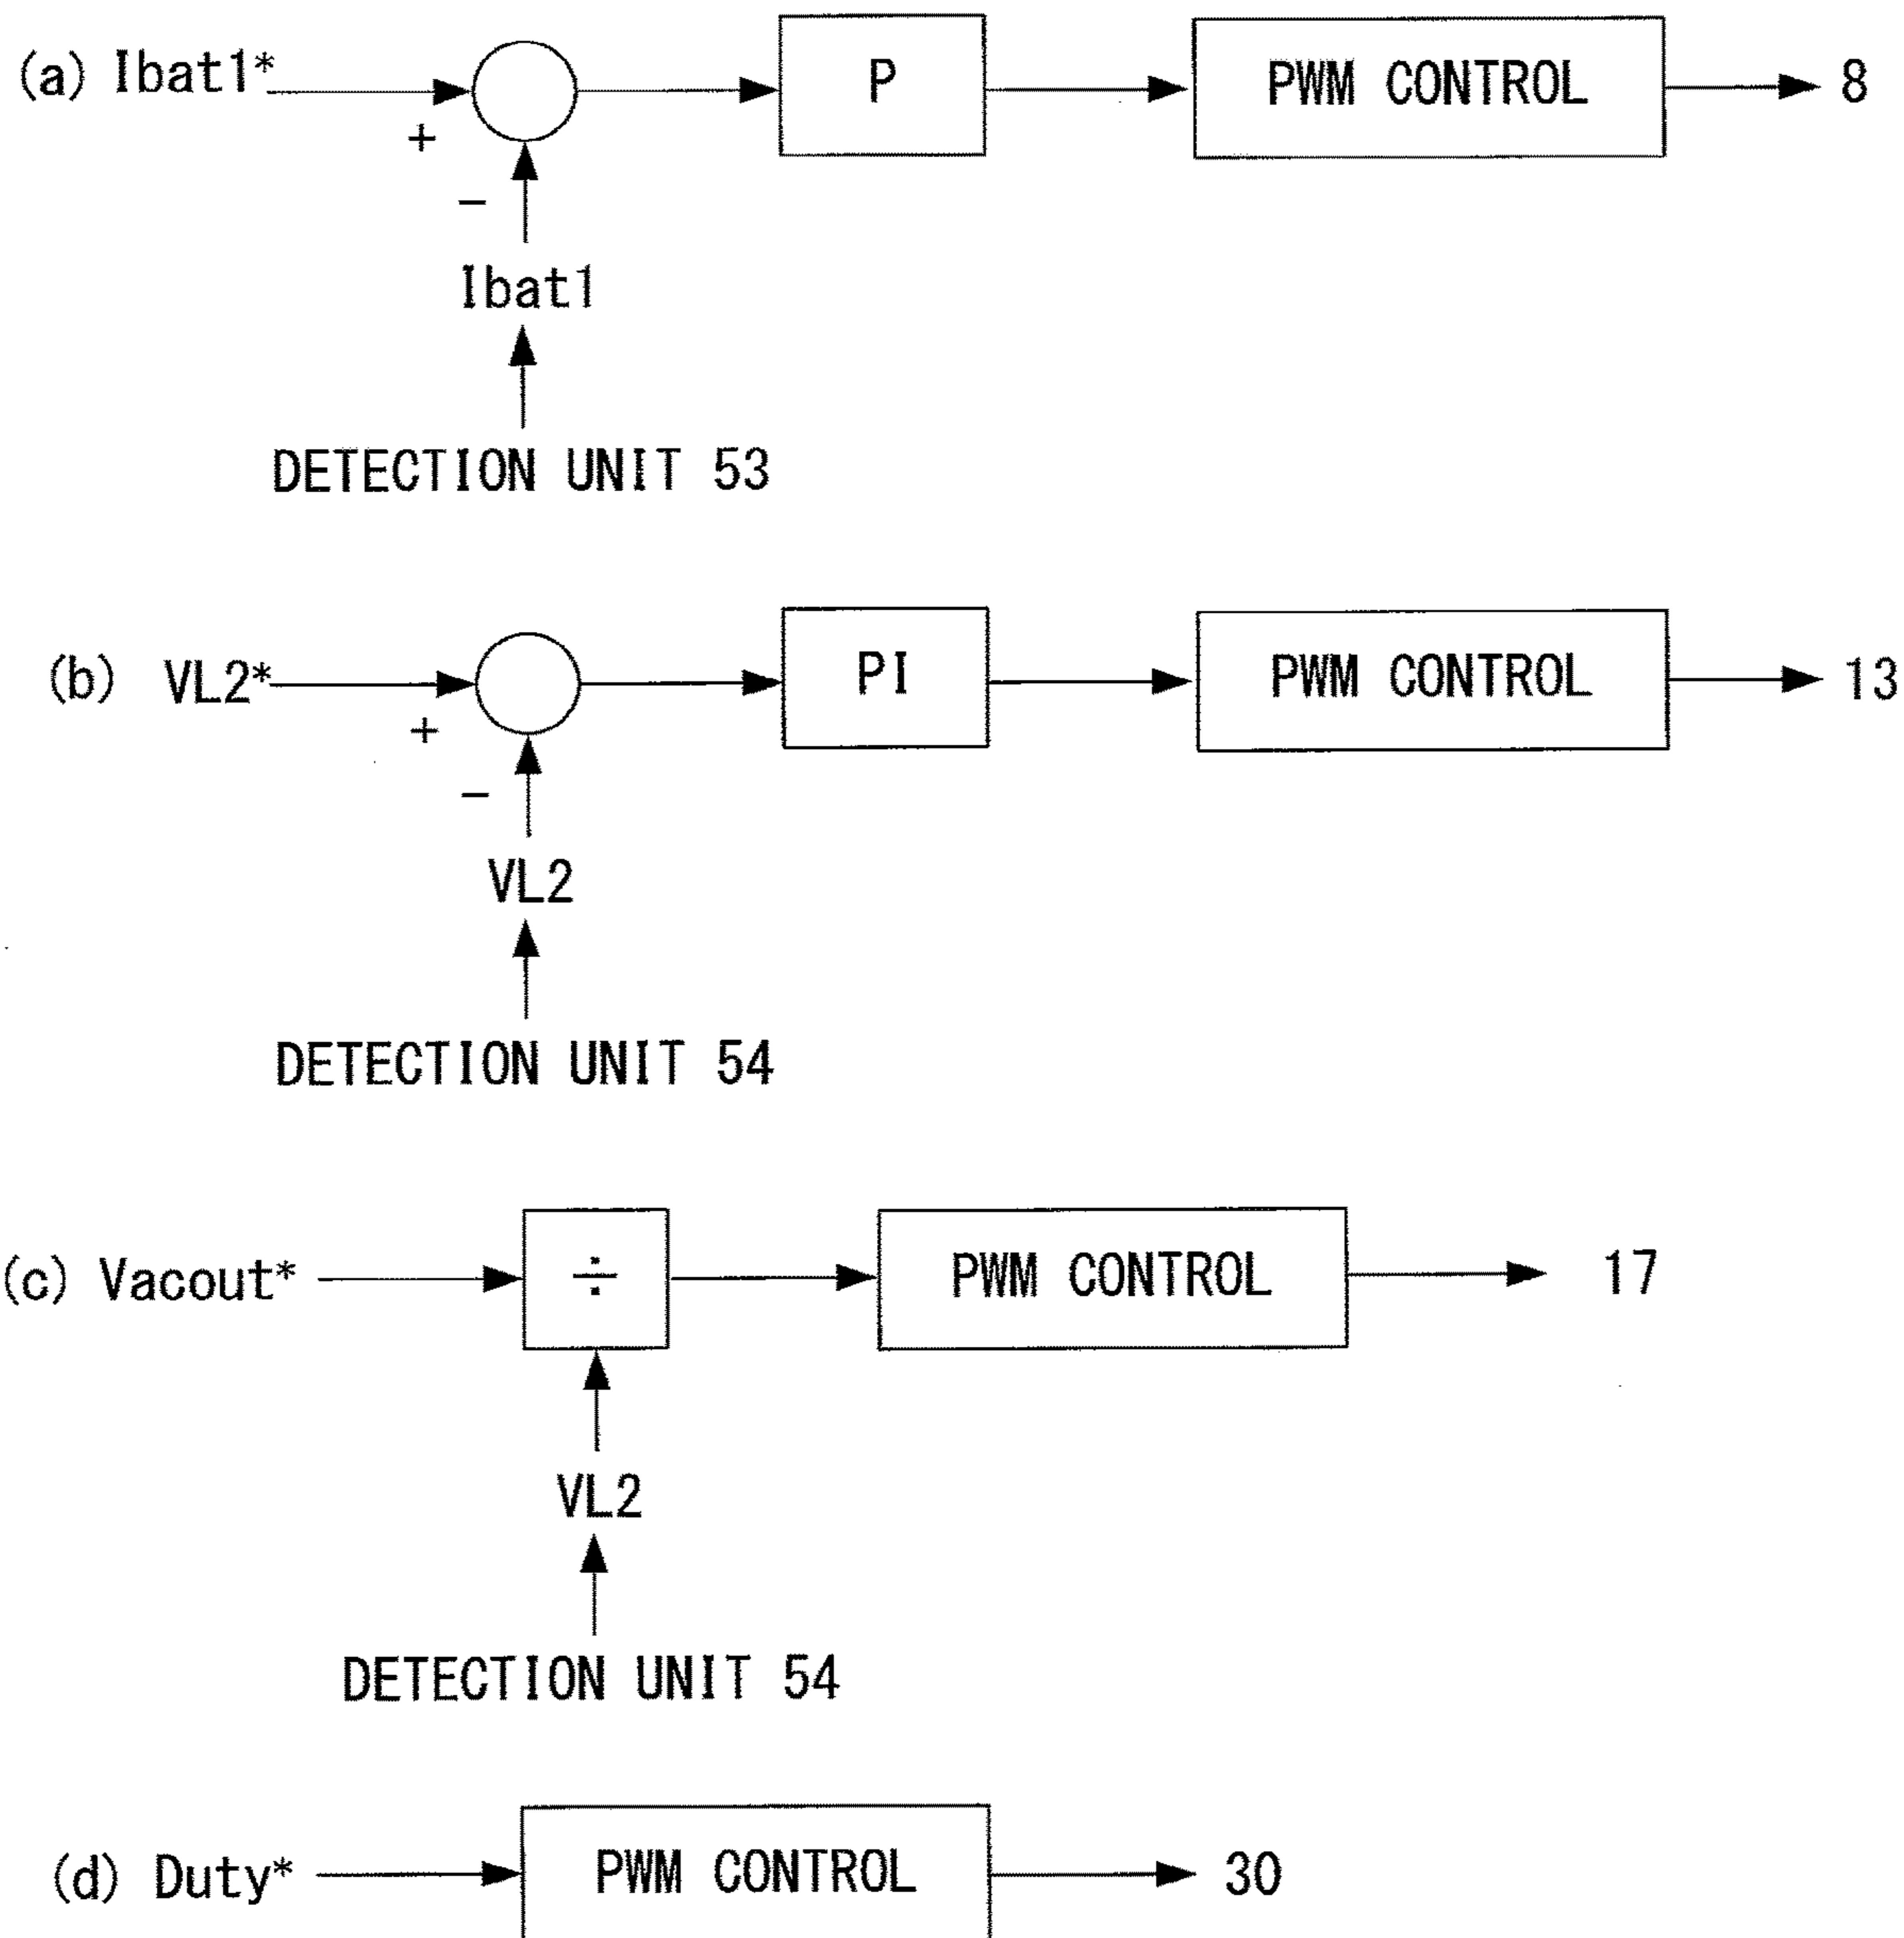 (a) Ibat1* P PWM CONTROL 8
+
-
Ibat1
DETECTION UNIT 53
(b) VL2* PI PWM CONTROL 13
+
-
VL2
DETECTION UNIT 54
(c) Vacout* ÷ PWM CONTROL 17
VL2
DETECTION UNIT 54
(d) Duty* PWM CONTROL 30